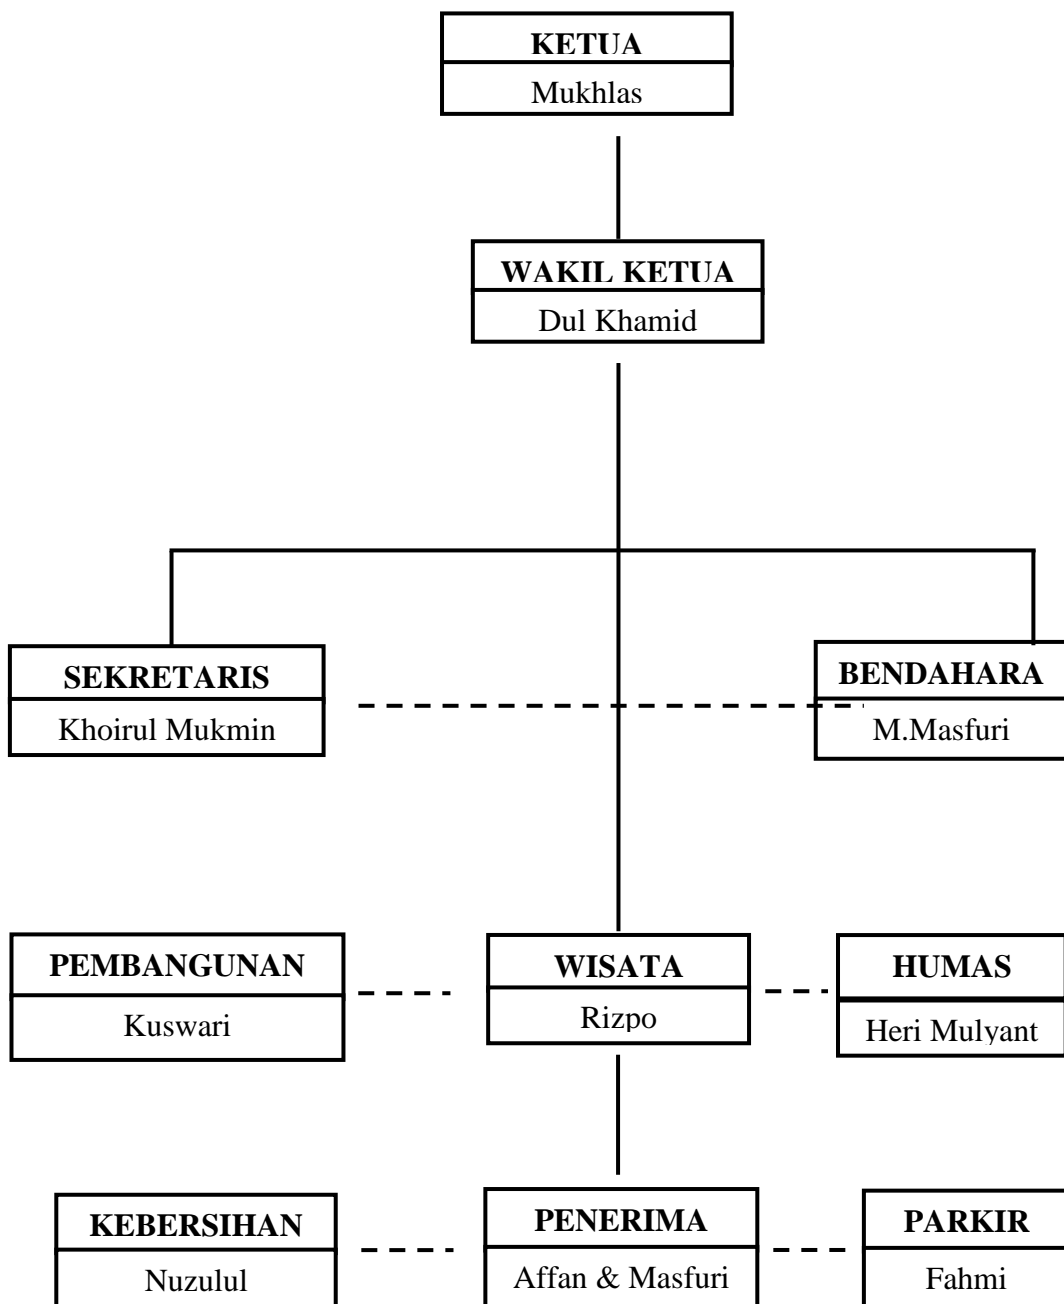 KETUA
Mukhlas
WAKIL KETUA
Dul Khamid
SEKRETARIS
Khoirul Mukmin
BENDAHARA
M.Masfuri
PEMBANGUNAN
Kuswari
WISATA
Rizpo
HUMAS
Heri Mulyant
KEBERSIHAN
Nuzulul
PENERIMA
Affan & Masfuri
PARKIR
Fahmi